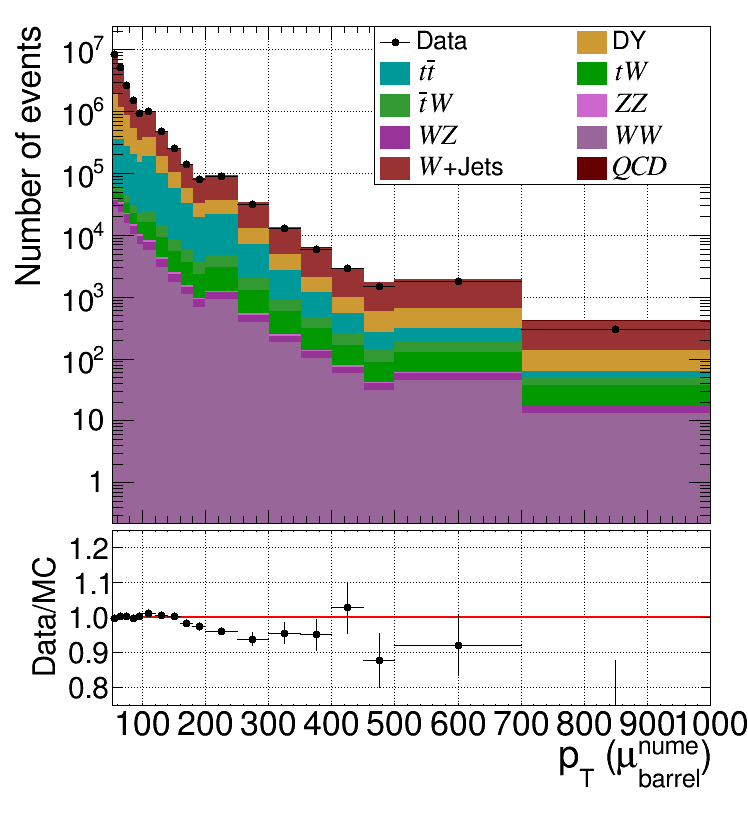 Number of events
10⁷
10⁶
10⁵
10⁴
10³
10²
10
1
Data
DY
tt̄
tW
t̄W
ZZ
WZ
WW
W+Jets
QCD
Data/MC
1.2
1.1
1.0
0.9
0.8
100 200 300 400 500 600 700 800 900 1000
p_T (μ^nume_barrel)